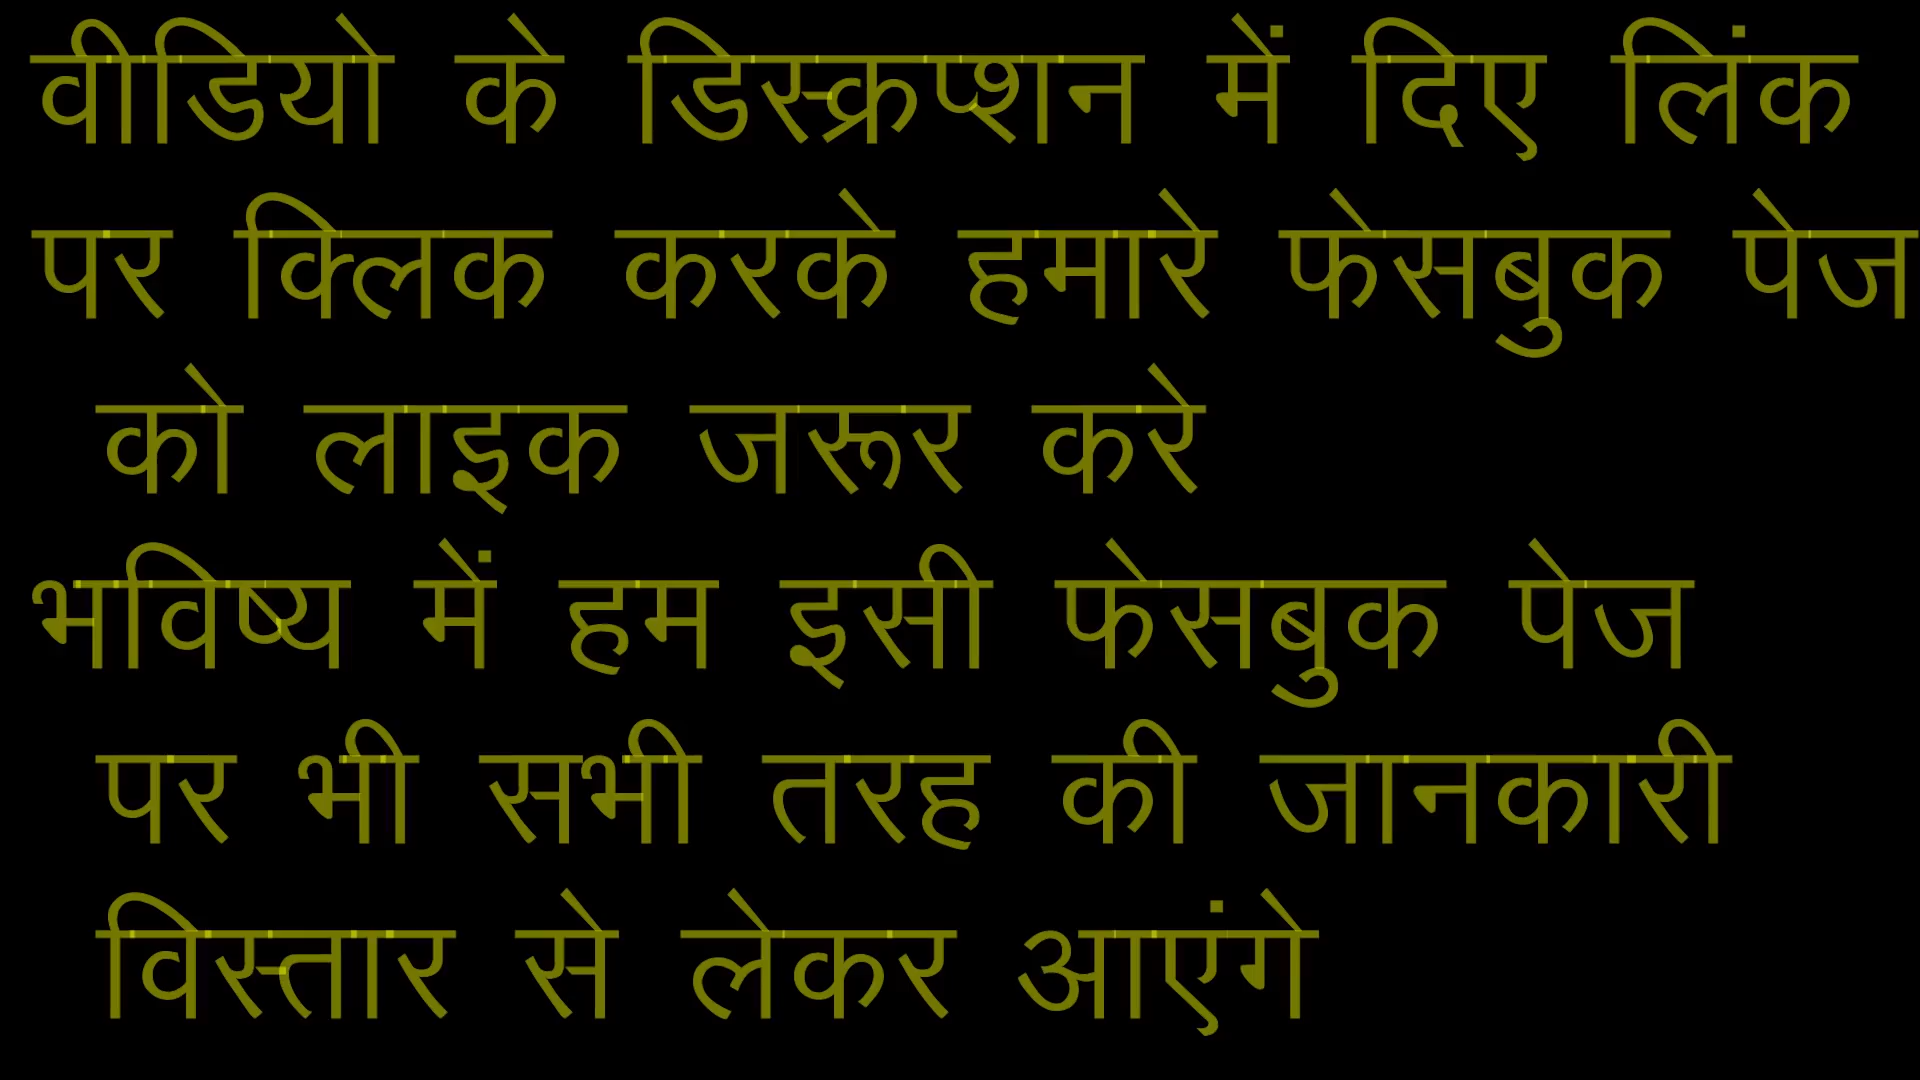 वीडियो के डिस्क्रप्शन में दिए लिंक
पर क्लिक करके हमारे फेसबुक पेज
को लाइक जरूर करे
भविष्य में हम इसी फेसबुक पेज
पर भी सभी तरह की जानकारी
विस्तार से लेकर आएंगे